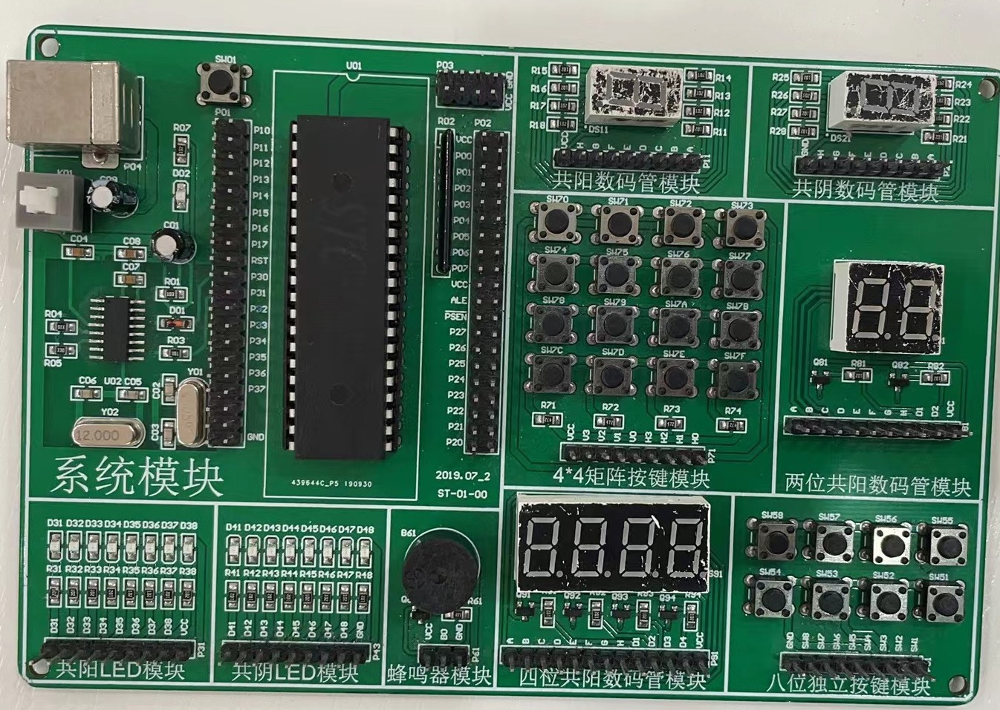 SW01
U01
P03
GND
VCC
P04
K01
R07
D02
C01
C04
C08
C07
R01
D01
R03
R04
R05
U02
C06
C05
C02
C03
Y01
Y02
12.000
系统模块
P01
P10
P11
P12
P13
P14
P15
P16
P17
RST
P30
P31
P32
P33
P34
P35
P36
P37
GND
STC
439644C_P5 190930
R02
P02
VCC
P00
P01
P02
P03
P04
P05
P06
P07
VCC
ALE
PSEN
P27
P26
P25
P24
P23
P22
P21
P20
2019.07_2
ST-01-00
R15
R16
R17
R18
DS11
R14
R13
R12
R11
VCC H G F E D C B A
共阳数码管模块
R25
R26
R27
R28
DS21
R24
R23
R22
R21
GND H G F E D C B A
共阴数码管模块
SW70 SW71 SW72 SW73
SW74 SW75 SW76 SW77
SW78 SW79 SW7A SW7B
SW7C SW7D SW7E SW7F
R71 R72 R73 R74
VCC V3 V2 V1 V0 H3 H2 H1 H0
P71
4*4矩阵按键模块
Q81 R81 Q82 R82
A B C D E F G H D1 D2 VCC
两位共阳数码管模块
D31 D32 D33 D34 D35 D36 D37 D38
R31 R32 R33 R34 R35 R36 R37 R38
D31 D32 D33 D34 D35 D36 D37 D38 VCC
P31
共阳LED模块
D41 D42 D43 D44 D45 D46 D47 D48
R41 R42 R43 R44 R45 R46 R47 R48
D41 D42 D43 D44 D45 D46 D47 D48 GND
P43
共阴LED模块
B61
R61
VCC BO GND
P61
蜂鸣器模块
Q91 Q92 Q93 R93 Q94 R94
A B C D E F G H D1 D2 D3 D4 VCC
P91
四位共阳数码管模块
SW58 SW57 SW56 SW55
SW54 SW53 SW52 SW51
GND SW8 SW7 SW6 SW5 SW4 SW3 SW2 SW1
八位独立按键模块